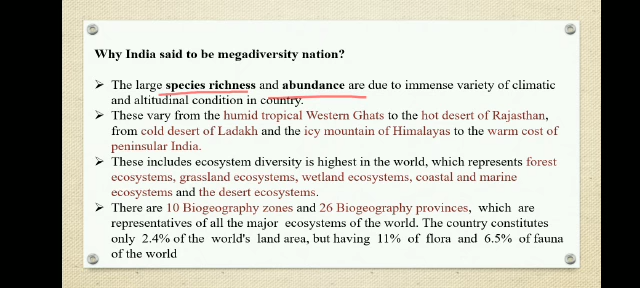 Why India said to be megadiversity nation?
➢ The large species richness and abundance are due to immense variety of climatic
and altitudinal condition in country.
➢ These vary from the humid tropical Western Ghats to the hot desert of Rajasthan,
from cold desert of Ladakh and the icy mountain of Himalayas to the warm cost of
peninsular India.
➢ These includes ecosystem diversity is highest in the world, which represents forest
ecosystems, grassland ecosystems, wetland ecosystems, coastal and marine
ecosystems and the desert ecosystems.
➢ There are 10 Biogeography zones and 26 Biogeography provinces, which are
representatives of all the major ecosystems of the world. The country constitutes
only 2.4% of the world's land area, but having 11% of flora and 6.5% of fauna
of the world